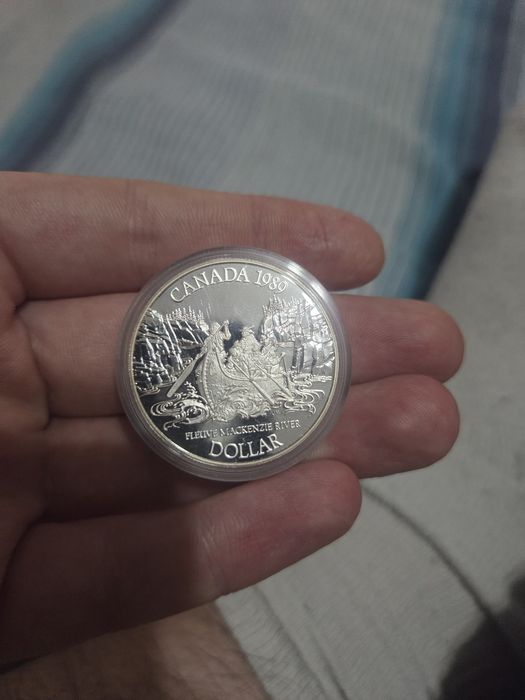 CANADA 1989
FLEUVE MACKENZIE RIVER
DOLLAR